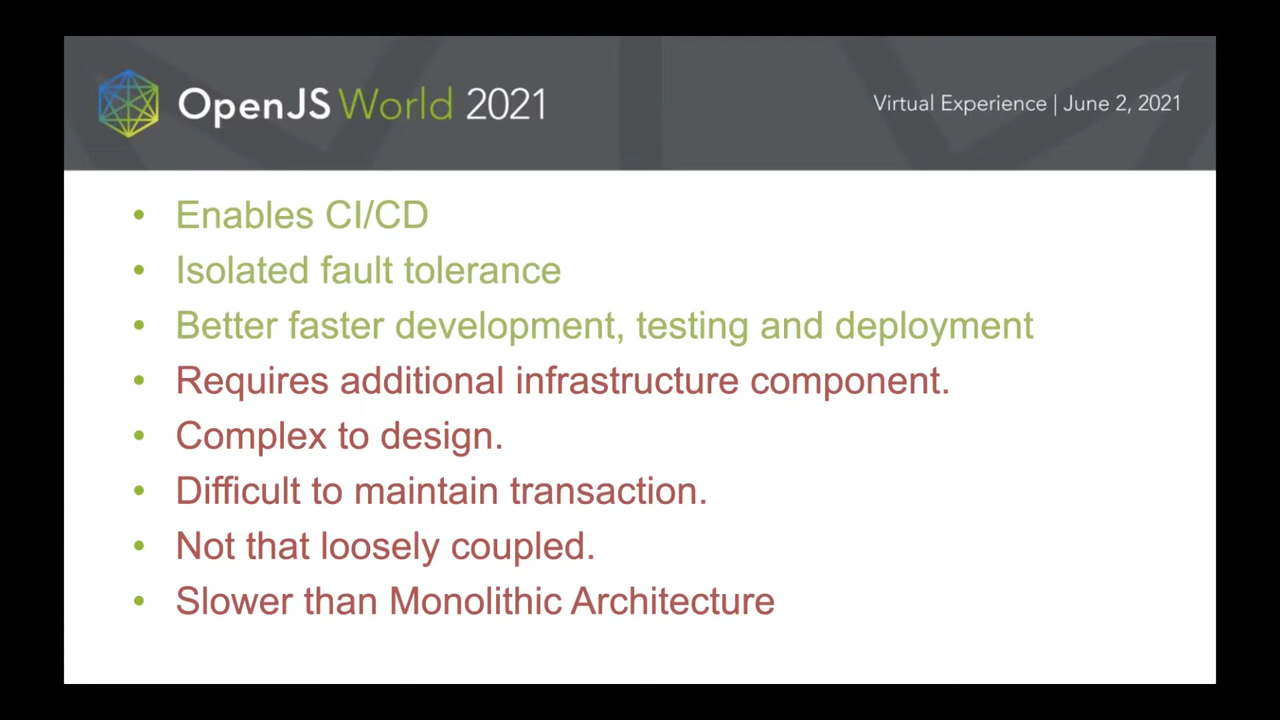 OpenJS World 2021
Virtual Experience | June 2, 2021
• Enables CI/CD
• Isolated fault tolerance
• Better faster development, testing and deployment
• Requires additional infrastructure component.
• Complex to design.
• Difficult to maintain transaction.
• Not that loosely coupled.
• Slower than Monolithic Architecture